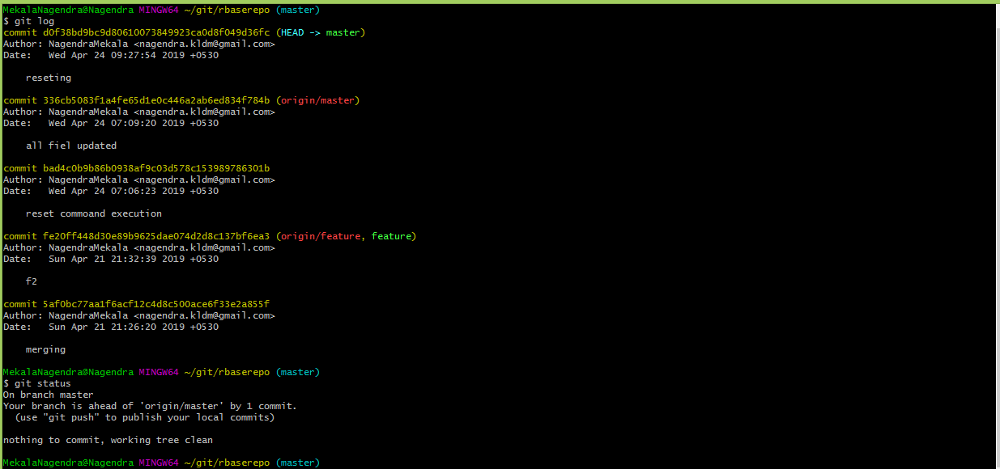 MekalaNagendra@Nagendra MINGW64 ~/git/rbaserepo (master)
$ git log
commit d0f38bd9bc9d80610073849923ca0d8f049d36fc (HEAD -> master)
Author: NagendraMekala <nagendra.kldm@gmail.com>
Date:   Wed Apr 24 09:27:54 2019 +0530
    reseting
commit 336cb5083f1a4fe65d1e0c446a2ab6ed834f784b (origin/master)
Author: NagendraMekala <nagendra.kldm@gmail.com>
Date:   Wed Apr 24 07:09:20 2019 +0530
    all fiel updated
commit bad4c0b9b86b0938af9c03d578c153989786301b
Author: NagendraMekala <nagendra.kldm@gmail.com>
Date:   Wed Apr 24 07:06:23 2019 +0530
    reset commoand execution
commit fe20ff448d30e89b9625dae074d2d8c137bf6ea3 (origin/feature, feature)
Author: NagendraMekala <nagendra.kldm@gmail.com>
Date:   Sun Apr 21 21:32:39 2019 +0530
    f2
commit 5af0bc77aa1f6acf12c4d8c500ace6f33e2a855f
Author: NagendraMekala <nagendra.kldm@gmail.com>
Date:   Sun Apr 21 21:26:20 2019 +0530
    merging
MekalaNagendra@Nagendra MINGW64 ~/git/rbaserepo (master)
$ git status
On branch master
Your branch is ahead of 'origin/master' by 1 commit.
  (use "git push" to publish your local commits)
nothing to commit, working tree clean
MekalaNagendra@Nagendra MINGW64 ~/git/rbaserepo (master)